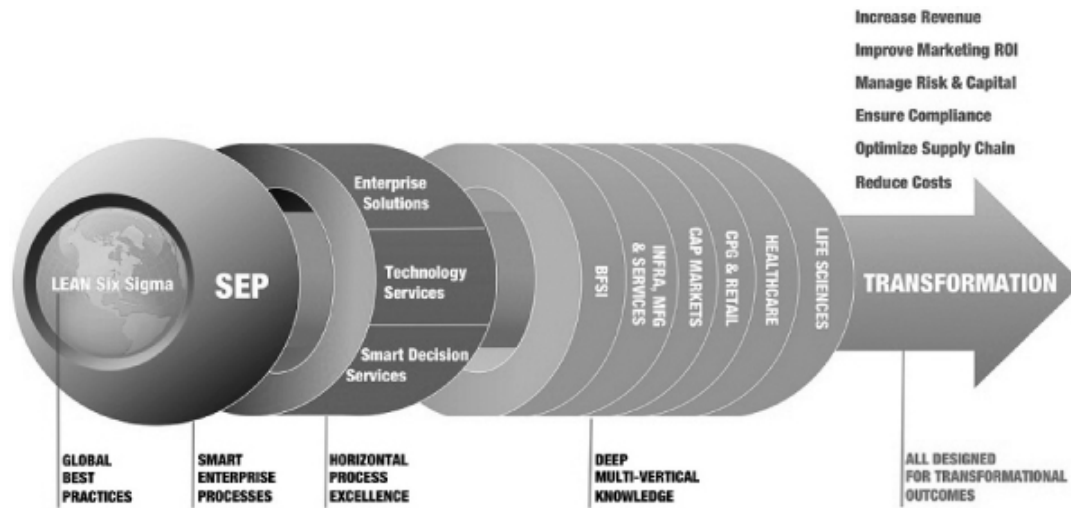 Increase Revenue
Improve Marketing ROI
Manage Risk & Capital
Ensure Compliance
Optimize Supply Chain
Reduce Costs
LEAN Six Sigma
SEP
Enterprise
Solutions
Technology
Services
Smart Decision
Services
BFSI
INFRA, MFG
& SERVICES
CAP MARKETS
CPG & RETAIL
HEALTHCARE
LIFE SCIENCES
TRANSFORMATION
GLOBAL
BEST
PRACTICES
SMART
ENTERPRISE
PROCESSES
HORIZONTAL
PROCESS
EXCELLENCE
DEEP
MULTI-VERTICAL
KNOWLEDGE
ALL DESIGNED
FOR TRANSFORMATIONAL
OUTCOMES